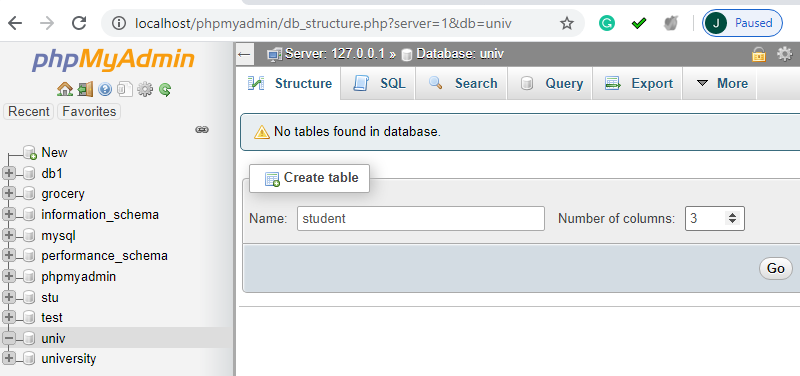 localhost/phpmyadmin/db_structure.php?server=1&db=univ
J Paused
phpMyAdmin
Recent Favorites
New
db1
grocery
information_schema
mysql
performance_schema
phpmyadmin
stu
test
univ
university
Server: 127.0.0.1 » Database: univ
Structure SQL Search Query Export More
No tables found in database.
Create table
Name: student Number of columns: 3
Go